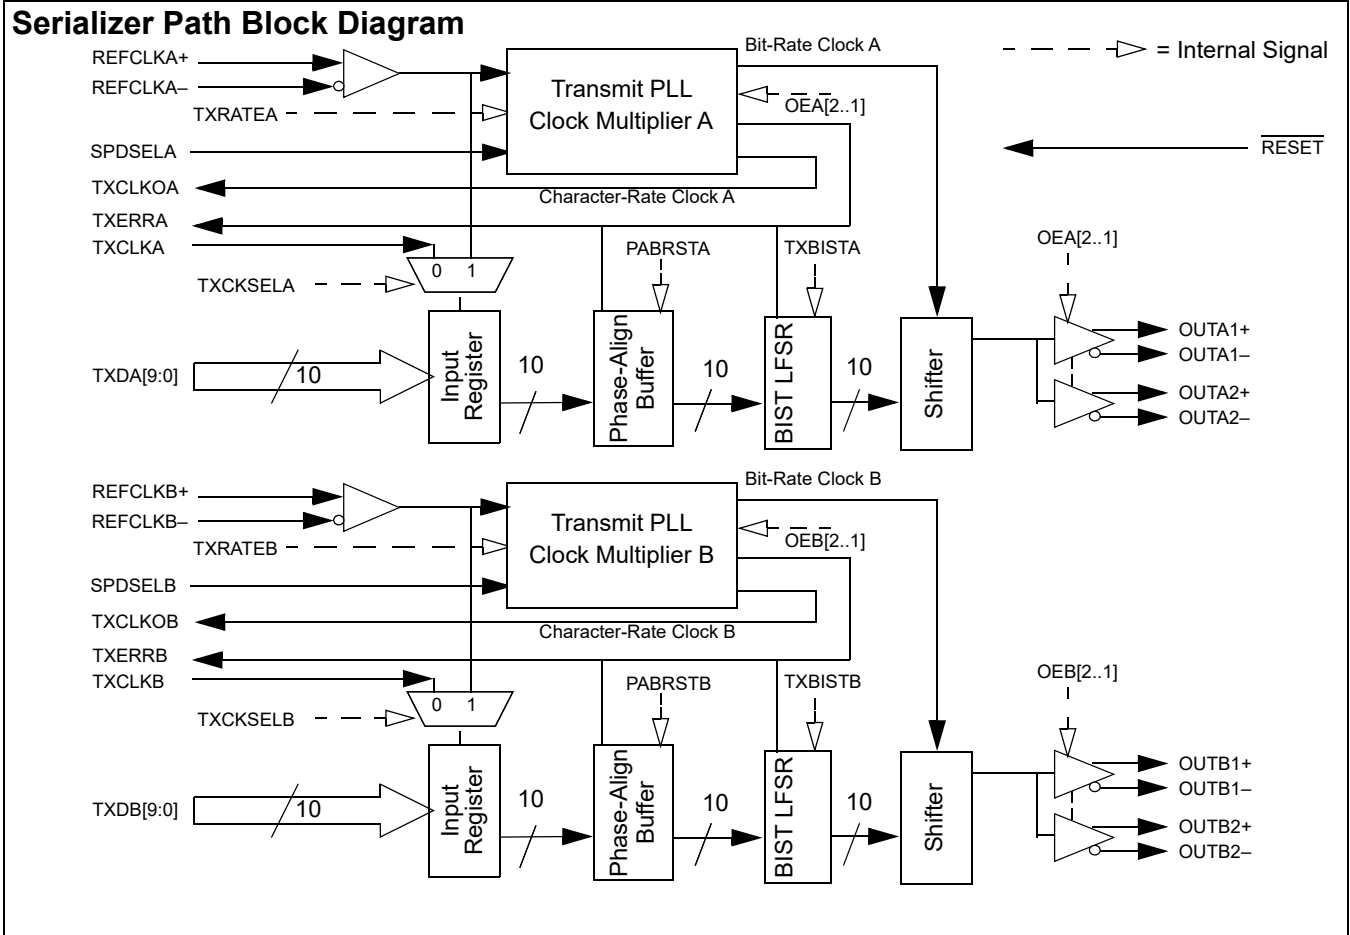 Serializer Path Block Diagram
REFCLKA+
REFCLKA–
TXRATEA
SPDSELA
TXCLKOA
TXERRA
TXCLKA
TXCKSELA
TXDA[9:0]
Transmit PLL
Clock Multiplier A
Bit-Rate Clock A
OEA[2..1]
Character-Rate Clock A
= Internal Signal
RESET
0 1
PABRSTA
TXBISTA
OEA[2..1]
10
Input
Register
10
Phase-Align
Buffer
10
BIST LFSR
10
Shifter
OUTA1+
OUTA1–
OUTA2+
OUTA2–
REFCLKB+
REFCLKB–
TXRATEB
SPDSELB
TXCLKOB
TXERRB
TXCLKB
TXCKSELB
TXDB[9:0]
Transmit PLL
Clock Multiplier B
Bit-Rate Clock B
OEB[2..1]
Character-Rate Clock B
0 1
PABRSTB
TXBISTB
OEB[2..1]
10
Input
Register
10
Phase-Align
Buffer
10
BIST LFSR
10
Shifter
OUTB1+
OUTB1–
OUTB2+
OUTB2–